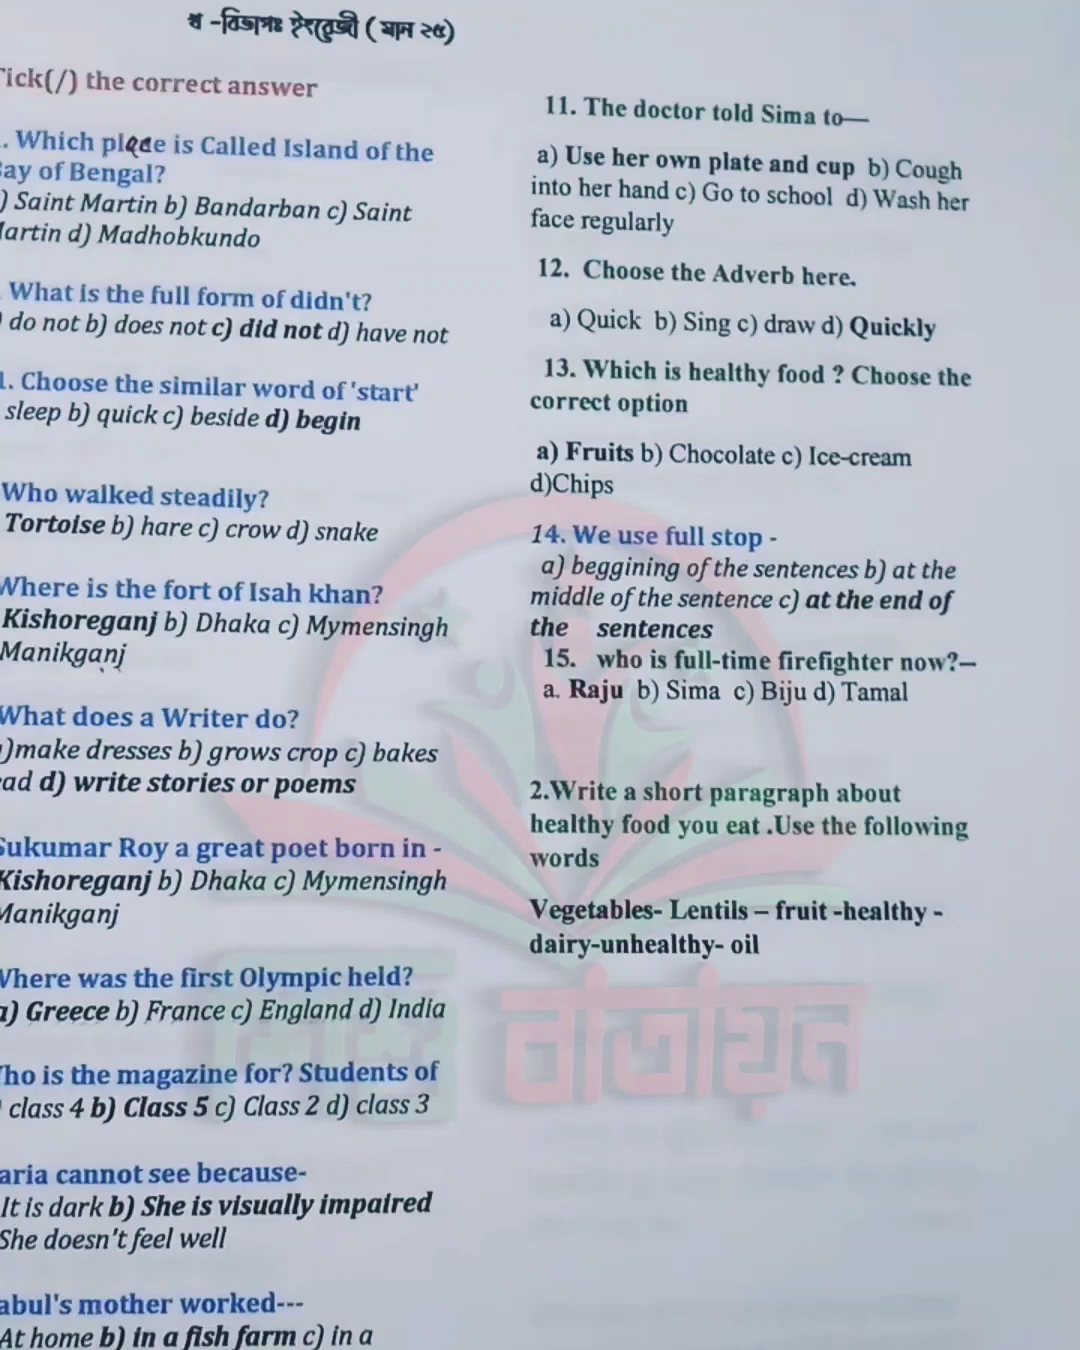 খ -বিভাগঃ ইংরেজী ( মান ২৫)
Tick(/) the correct answer
. Which place is Called Island of the
Bay of Bengal?
) Saint Martin b) Bandarban c) Saint
Martin d) Madhobkundo
What is the full form of didn't?
do not b) does not c) did not d) have not
1. Choose the similar word of 'start'
sleep b) quick c) beside d) begin
Who walked steadily?
Tortoise b) hare c) crow d) snake
Where is the fort of Isah khan?
Kishoreganj b) Dhaka c) Mymensingh
Manikganj
What does a Writer do?
)make dresses b) grows crop c) bakes
ad d) write stories or poems
Sukumar Roy a great poet born in -
Kishoreganj b) Dhaka c) Mymensingh
Manikganj
Where was the first Olympic held?
a) Greece b) France c) England d) India
Who is the magazine for? Students of
class 4 b) Class 5 c) Class 2 d) class 3
aria cannot see because-
It is dark b) She is visually impaired
She doesn't feel well
abul's mother worked---
At home b) in a fish farm c) in a
11. The doctor told Sima to—
a) Use her own plate and cup b) Cough
into her hand c) Go to school d) Wash her
face regularly
12. Choose the Adverb here.
a) Quick b) Sing c) draw d) Quickly
13. Which is healthy food ? Choose the
correct option
a) Fruits b) Chocolate c) Ice-cream
d)Chips
14. We use full stop -
a) beggining of the sentences b) at the
middle of the sentence c) at the end of
the sentences
15. who is full-time firefighter now?—
a. Raju b) Sima c) Biju d) Tamal
2.Write a short paragraph about
healthy food you eat .Use the following
words
Vegetables- Lentils – fruit -healthy -
dairy-unhealthy- oil
বাতায়ন